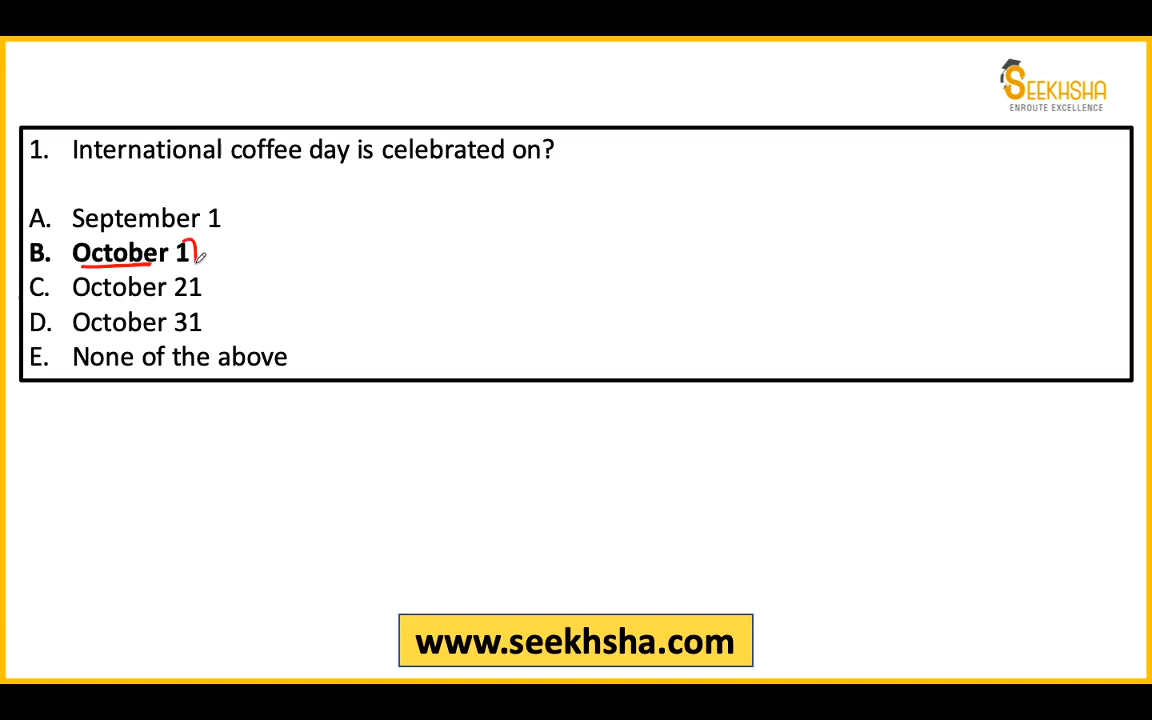 SEEKHSHA
ENROUTE EXCELLENCE
1. International coffee day is celebrated on?
A. September 1
B. October 1
C. October 21
D. October 31
E. None of the above
www.seekhsha.com